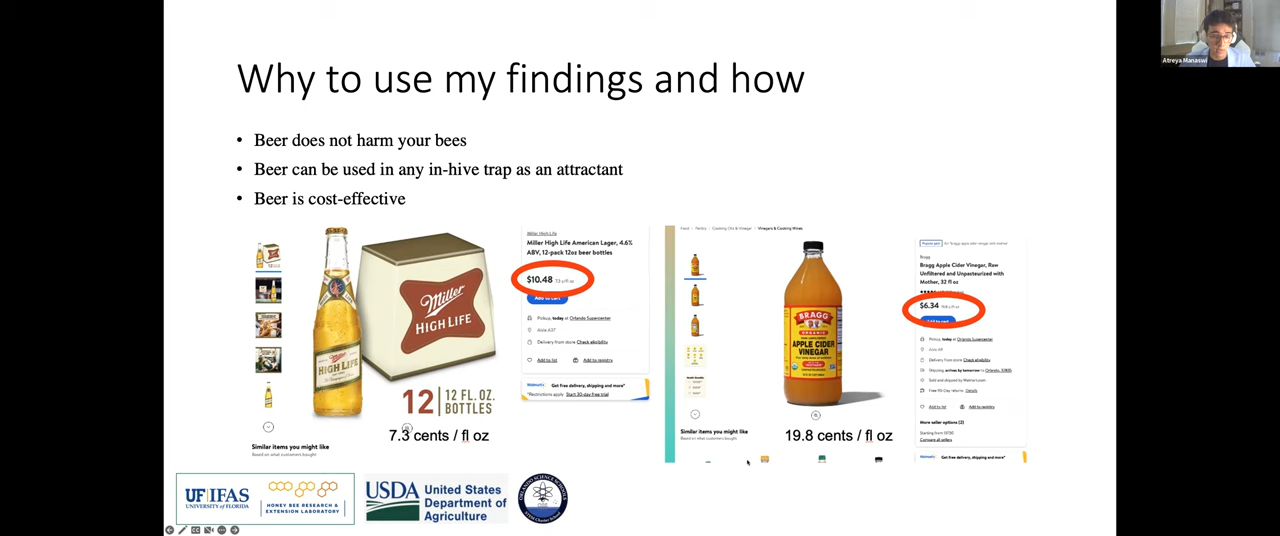 Atreya Manaswi
Why to use my findings and how
• Beer does not harm your bees
• Beer can be used in any in-hive trap as an attractant
• Beer is cost-effective
Miller High Life
Miller High Life American Lager, 4.6%
ABV, 12-pack 12oz beer bottles
$10.48
Add to cart
Pickup, today at Orlando Supercenter
Aisle A37
Delivery from store Check eligibility
Add to list
Add to registry
Walmart+
Get free delivery, shipping and more*
*Restrictions apply
Start 30-day free trial
Miller
HIGH LIFE
Miller
HIGH LIFE
12
12 FL. OZ.
BOTTLES
7.3 cents / fl oz
Similar items you might like
Based on what customers bought
Food
Pantry
Cooking Oils & Vinegar
Vinegars & Cooking Wines
Bragg
Bragg Apple Cider Vinegar, Raw
Unfiltered and Unpasteurized with
Mother, 32 fl oz
$6.34
Add to cart
Pickup, today at Orlando Supercenter
Delivery from store Check eligibility
Shipping, arrives by tomorrow to Orlando,
Sold and shipped by
Free 90-Day returns Details
Add to list
Add to registry
More seller options (2)
Starting from
Compare all sellers
Get free delivery, shipping and more*
BRAGG
ORGANIC
APPLE CIDER
VINEGAR
19.8 cents / fl oz
Similar items you might like
Based on what customers bought
UF IFAS
UNIVERSITY of FLORIDA
HONEY BEE RESEARCH
& EXTENSION LABORATORY
USDA
United States
Department of
Agriculture
ORLANDO SCIENCE SCHOOLS